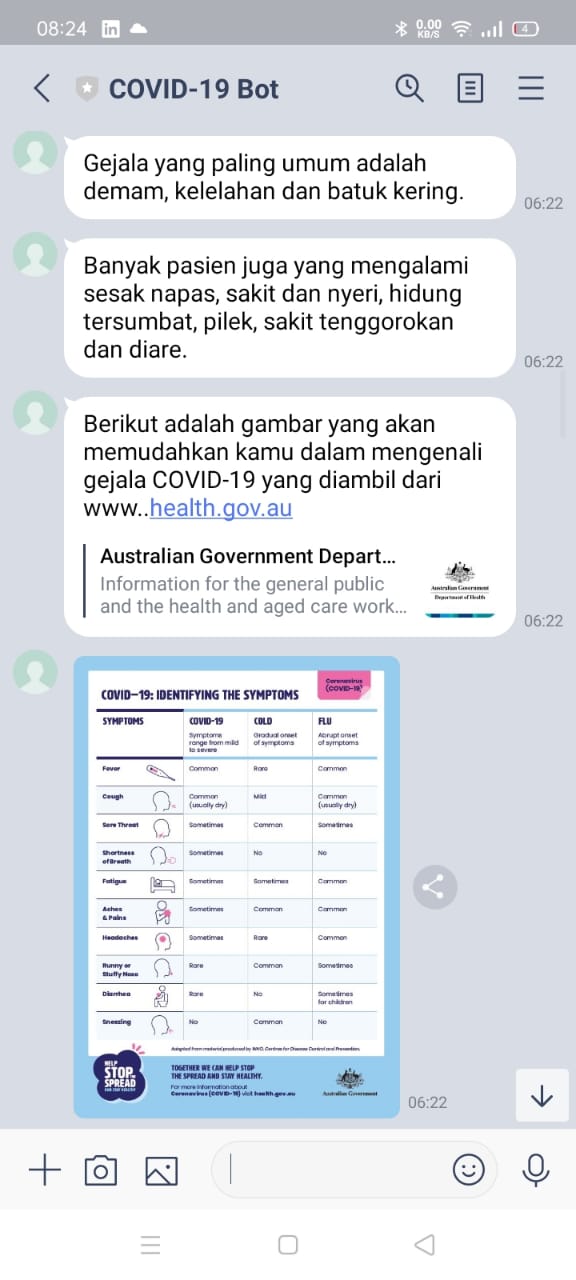 08:24
0.00
KB/S
4
COVID-19 Bot
Gejala yang paling umum adalah
demam, kelelahan dan batuk kering.
06:22
Banyak pasien juga yang mengalami
sesak napas, sakit dan nyeri, hidung
tersumbat, pilek, sakit tenggorokan
dan diare.
06:22
Berikut adalah gambar yang akan
memudahkan kamu dalam mengenali
gejala COVID-19 yang diambil dari
www..health.gov.au
Australian Government Depart...
Information for the general public
and the health and aged care work...
Australian Government
Department of Health
06:22
Coronavirus
(COVID-19)
COVID-19: IDENTIFYING THE SYMPTOMS
SYMPTOMS COVID-19 COLD FLU
Symptoms Gradual onset Abrupt onset
range from mild of symptoms of symptoms
to severe
Fever Common Rare Common
Cough Common Mild Common
(usually dry) (usually dry)
Sore Throat Sometimes Common Sometimes
Shortness Sometimes No No
of Breath
Fatigue Sometimes Sometimes Common
Aches Sometimes Common Common
& Pains
Headaches Sometimes Rare Common
Runny or Rare Common Sometimes
Stuffy Nose
Diarrhea Rare No Sometimes
for children
Sneezing No Common No
Adapted from material produced by WHO, Centres for Disease Control and Prevention.
HELP
STOP THE
SPREAD
AND STAY HEALTHY
TOGETHER WE CAN HELP STOP
THE SPREAD AND STAY HEALTHY.
For more information about
Coronavirus (COVID-19) visit health.gov.au
Australian Government
06:22